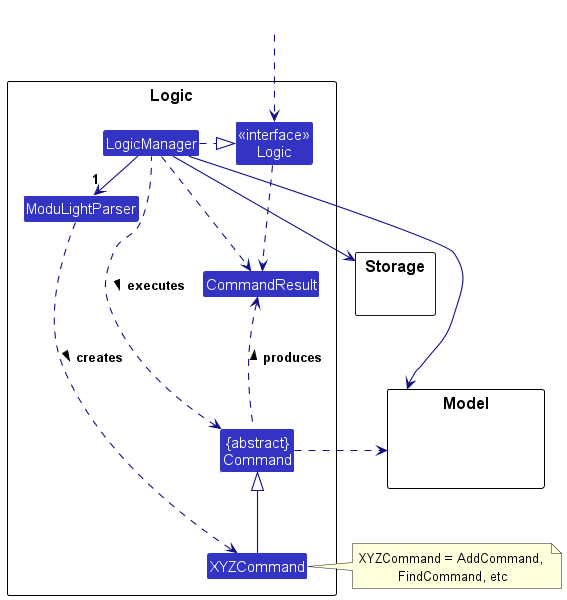 Logic
LogicManager
«interface»
Logic
1
ModuLightParser
Storage
CommandResult
executes
creates
produces
Model
{abstract}
Command
XYZCommand
XYZCommand = AddCommand,
FindCommand, etc